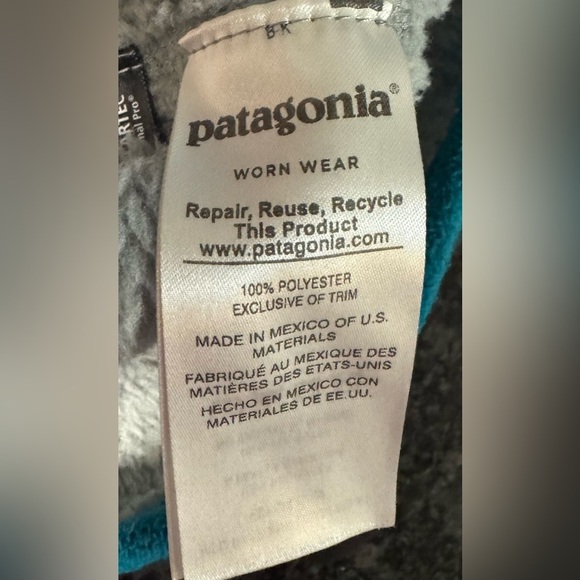 B-K
patagonia®
WORN WEAR
Repair, Reuse, Recycle
This Product
www.patagonia.com
100% POLYESTER
EXCLUSIVE OF TRIM
MADE IN MEXICO OF U.S.
MATERIALS
FABRIQUÉ AU MEXIQUE DES
MATIÈRES DES ETATS-UNIS
HECHO EN MEXICO CON
MATERIALES DE EE.UU.